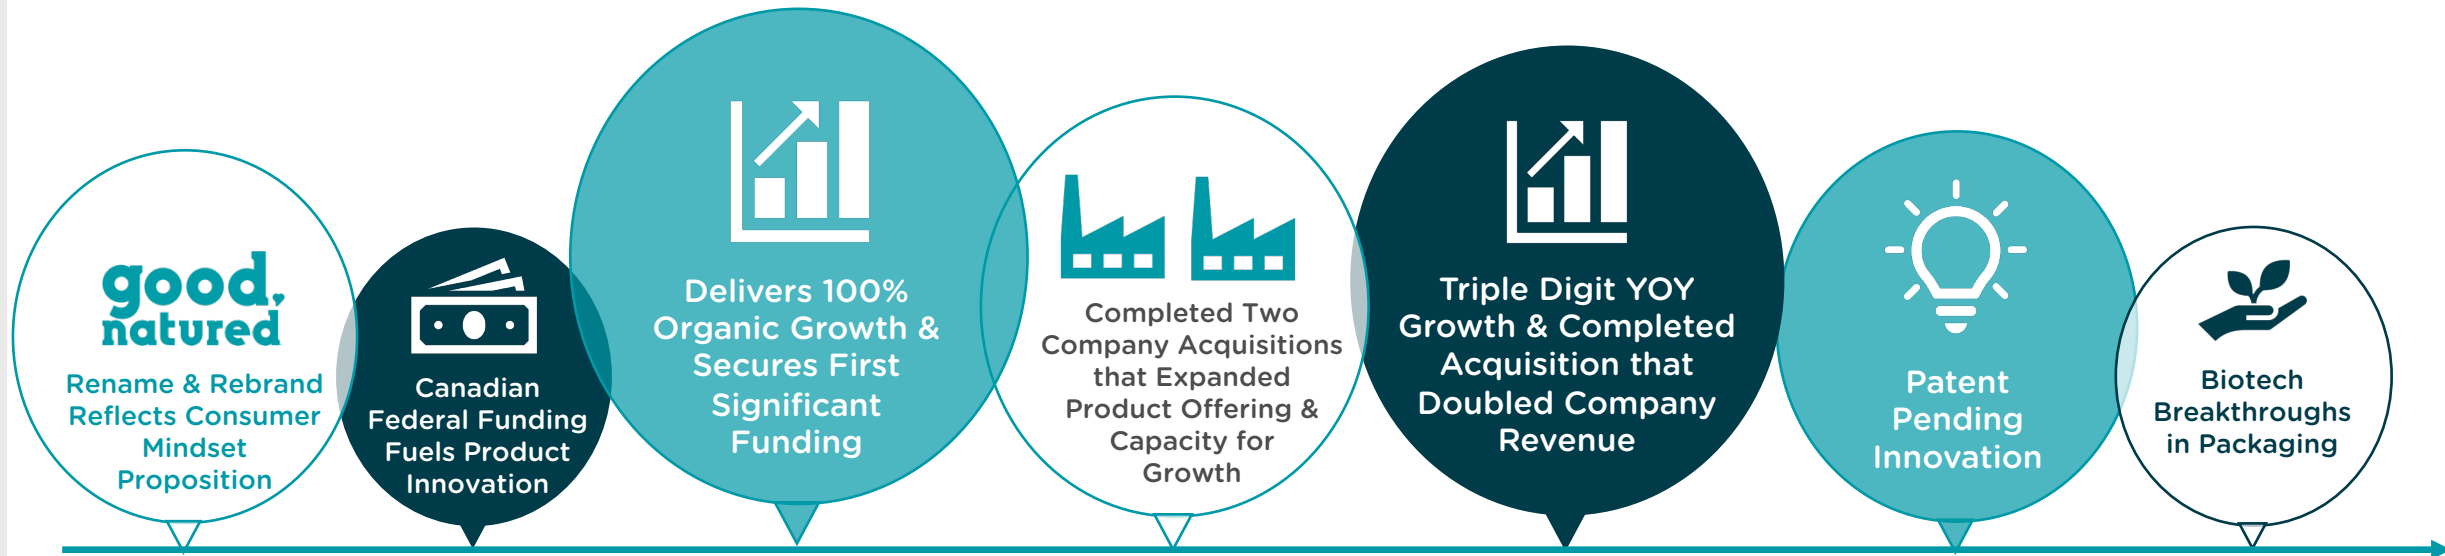 good,
natured
Rename & Rebrand
Reflects Consumer
Mindset
Proposition
Canadian
Federal Funding
Fuels Product
Innovation
Delivers 100%
Organic Growth &
Secures First
Significant
Funding
Completed Two
Company Acquisitions
that Expanded
Product Offering &
Capacity for
Growth
Triple Digit YOY
Growth & Completed
Acquisition that
Doubled Company
Revenue
Patent
Pending
Innovation
Biotech
Breakthroughs
in Packaging